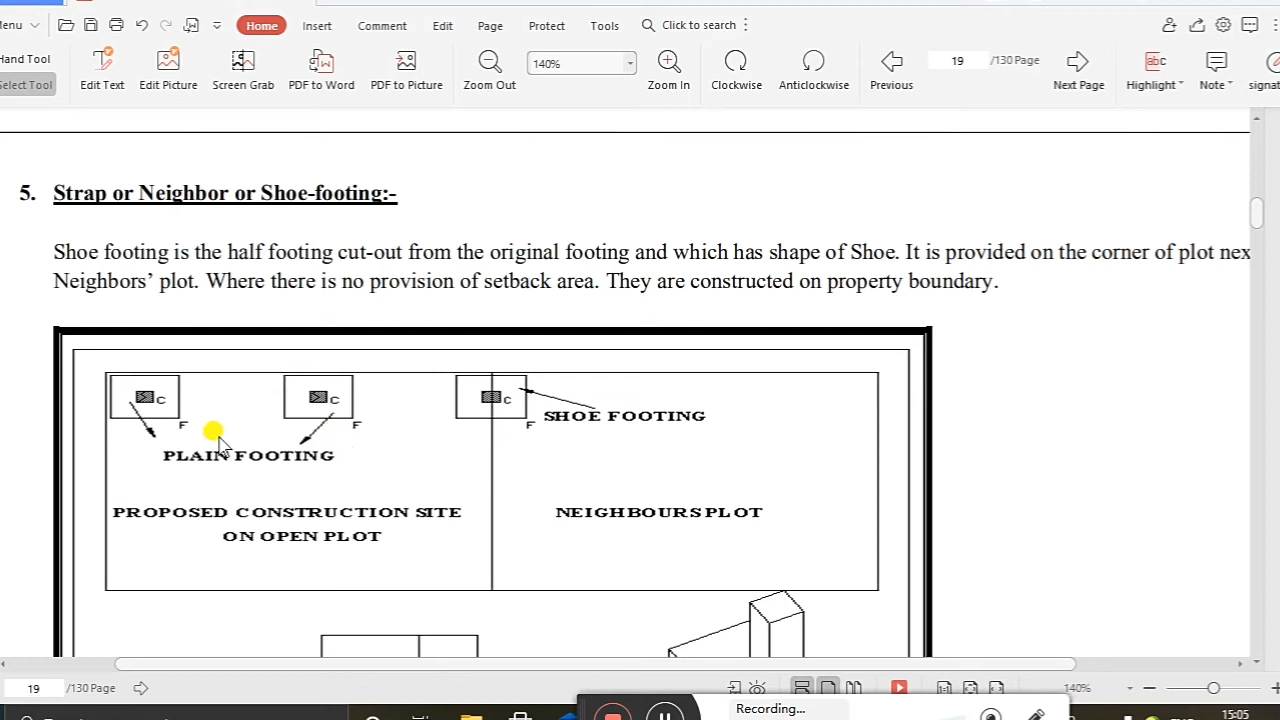 Menu
Home Insert Comment Edit Page Protect Tools Click to search
Hand Tool
Select Tool
Edit Text Edit Picture Screen Grab PDF to Word PDF to Picture Zoom Out 140% Zoom In Clockwise Anticlockwise Previous 19 /130 Page Next Page Highlight Note
abc
5. Strap or Neighbor or Shoe-footing:-
Shoe footing is the half footing cut-out from the original footing and which has shape of Shoe. It is provided on the corner of plot nex
Neighbors’ plot. Where there is no provision of setback area. They are constructed on property boundary.
C C C
F F F
SHOE FOOTING
PLAIN FOOTING
PROPOSED CONSTRUCTION SITE
ON OPEN PLOT
NEIGHBOURS PLOT
19 /130 Page 1:1 140%
Recording...
15:05